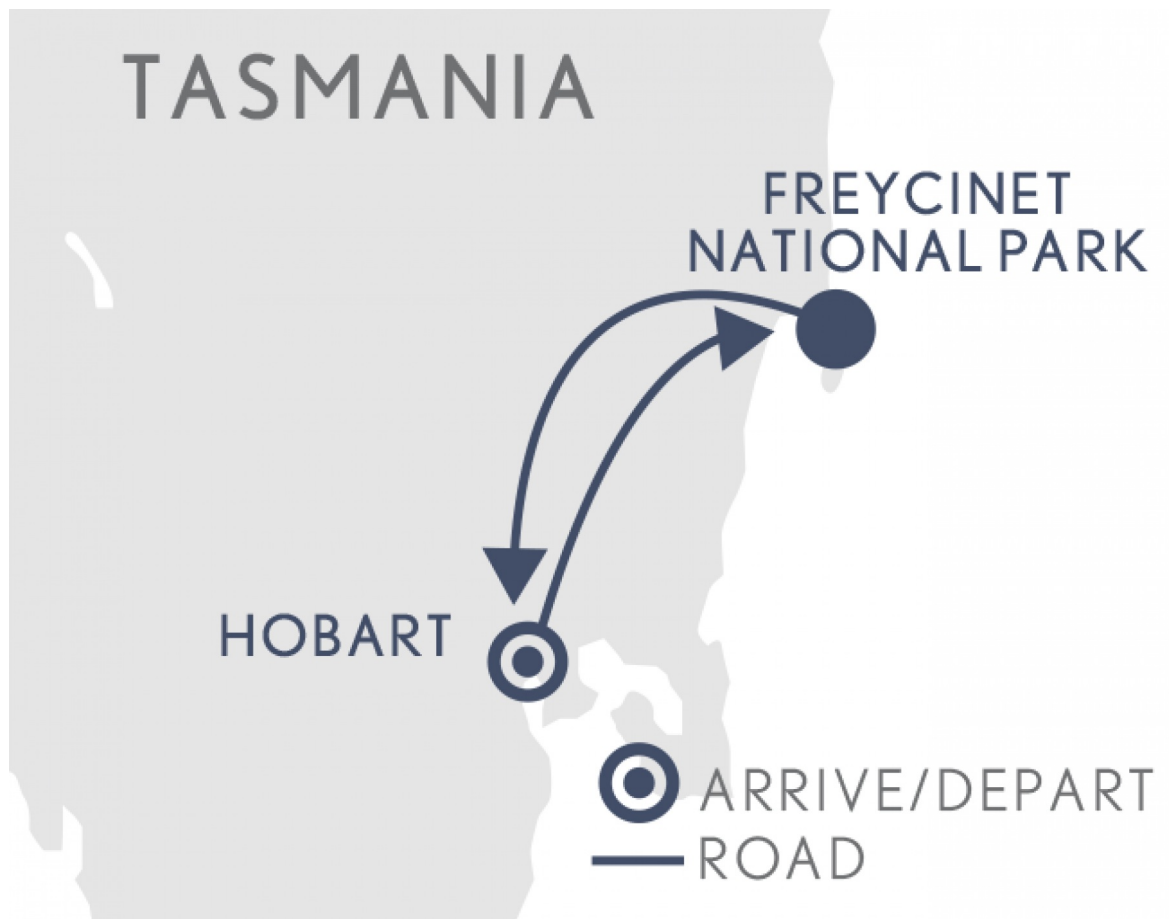 TASMANIA
FREYCINET
NATIONAL PARK
HOBART
ARRIVE/DEPART
ROAD